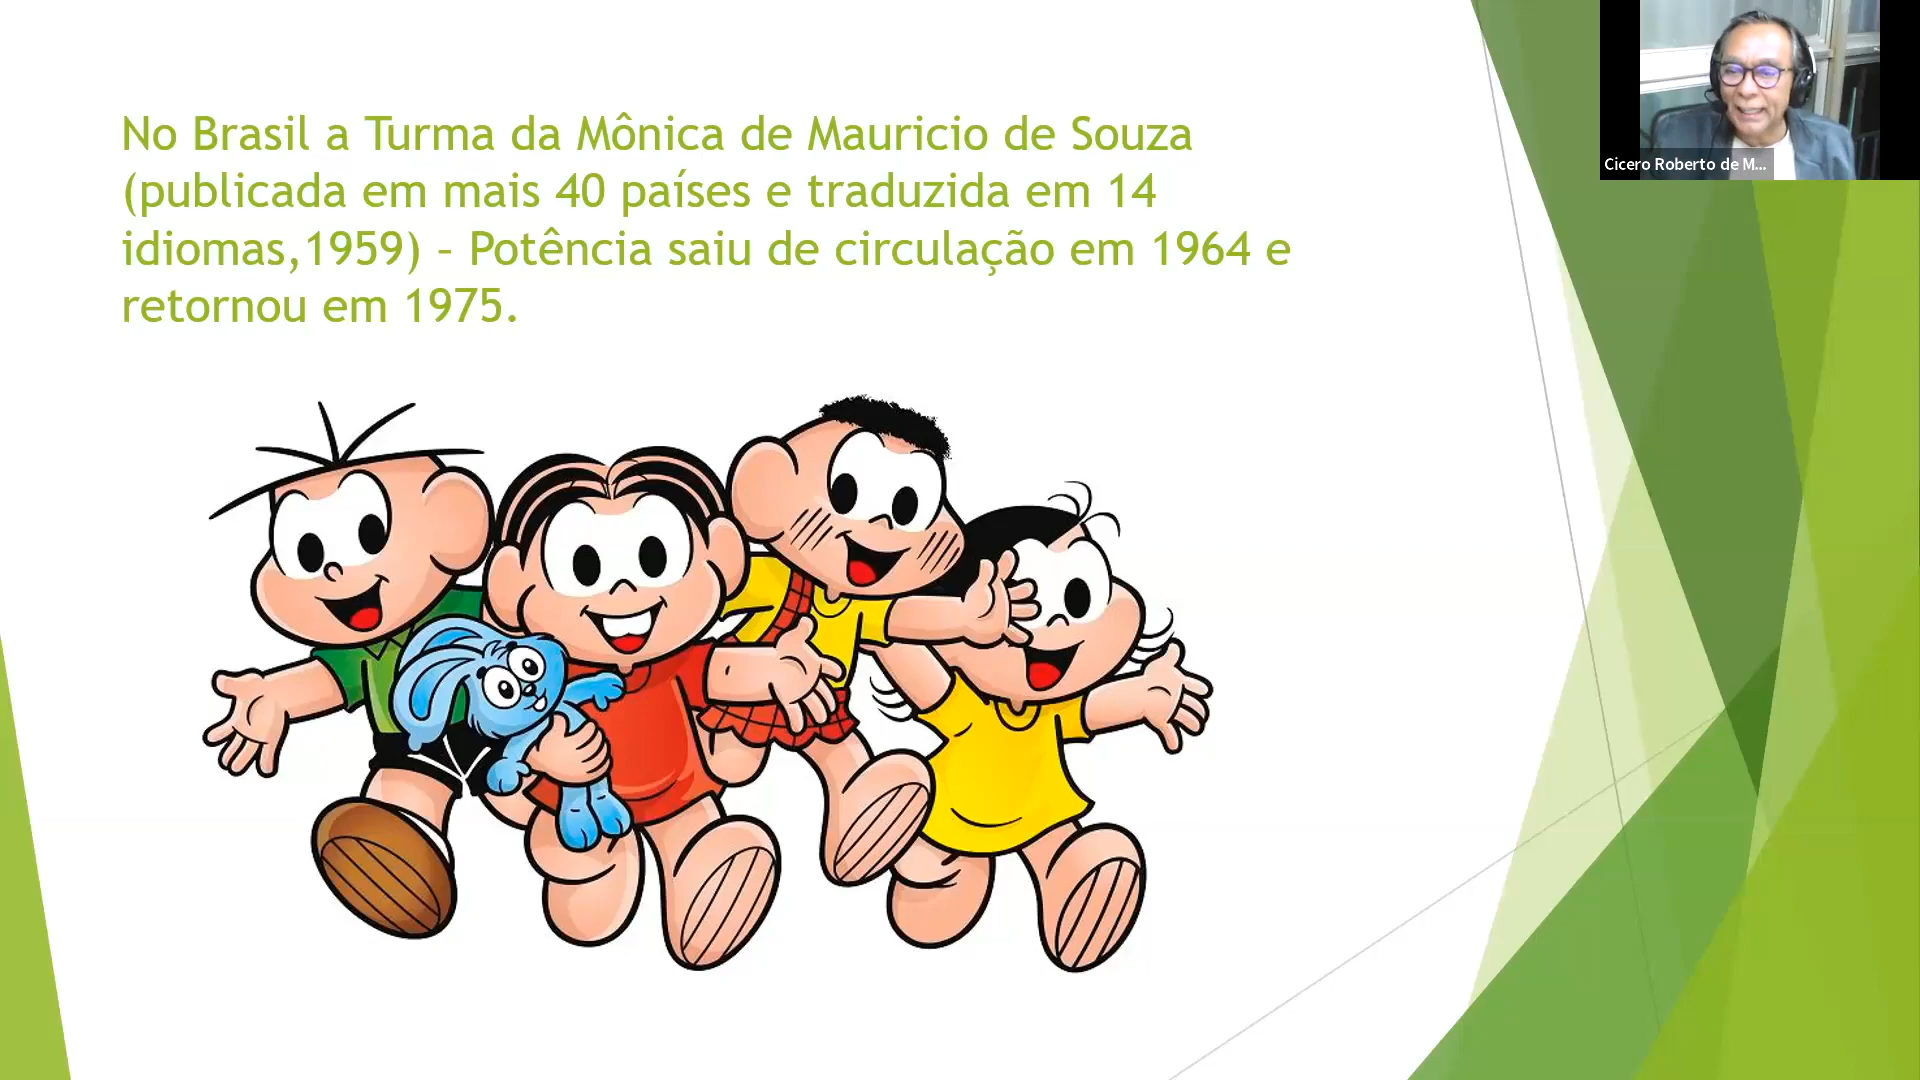 No Brasil a Turma da Mônica de Mauricio de Souza
(publicada em mais 40 países e traduzida em 14
idiomas,1959) – Potência saiu de circulação em 1964 e
retornou em 1975.
Cicero Roberto de M...